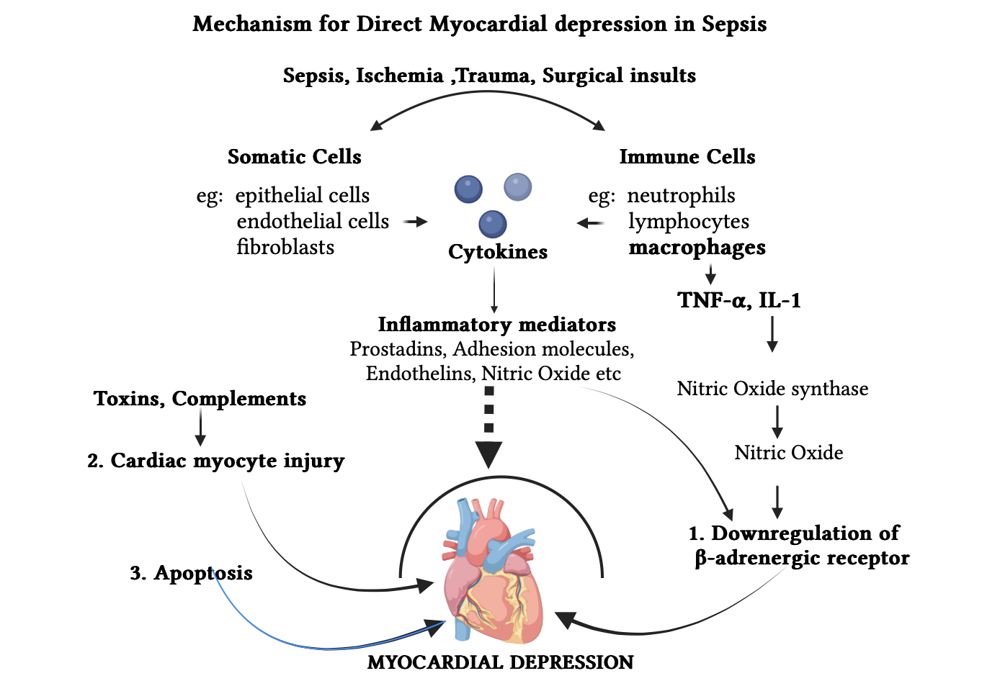 Mechanism for Direct Myocardial depression in Sepsis
Sepsis, Ischemia ,Trauma, Surgical insults
Somatic Cells
eg: epithelial cells
endothelial cells
fibroblasts
Immune Cells
eg: neutrophils
lymphocytes
macrophages
Cytokines
TNF-α, IL-1
Inflammatory mediators
Prostadins, Adhesion molecules,
Endothelins, Nitric Oxide etc
Nitric Oxide synthase
Nitric Oxide
1. Downregulation of
β-adrenergic receptor
Toxins, Complements
2. Cardiac myocyte injury
3. Apoptosis
MYOCARDIAL DEPRESSION